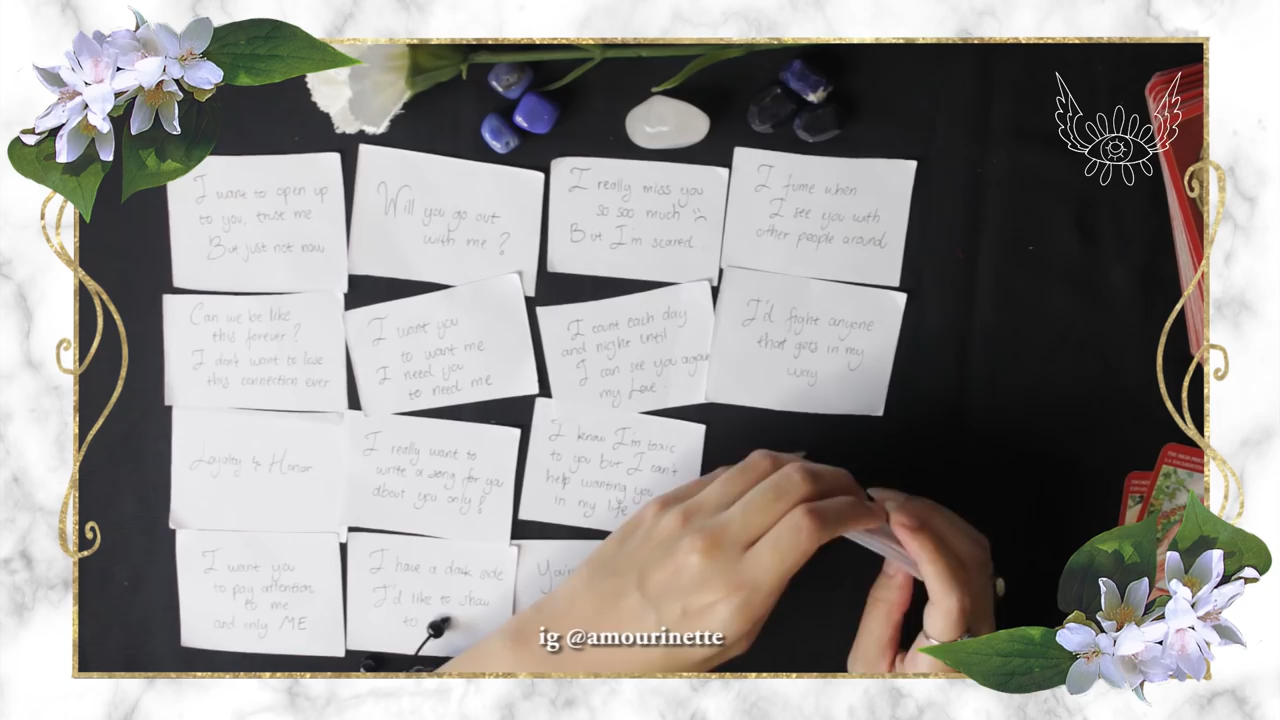 I want to open up
to you, trust me
But just not now
Will you go out
with me?
I really miss you
so soo much :(
But I'm scared
I fume when
I see you with
other people around
Can we be like
this forever?
I don't want to lose
this connection ever
I want you
to want me
I need you
to need me
I count each day
and night until
I can see you again
my Love
I'd fight anyone
that gets in my
way
Loyalty & Honor
I really want to
write a song for you
about you only!
I know I'm toxic
to you but I can't
help wanting you
in my life
I want you
to pay attention
to me
and only ME
I have a dark side
I'd like to show
to
ig @amourinette